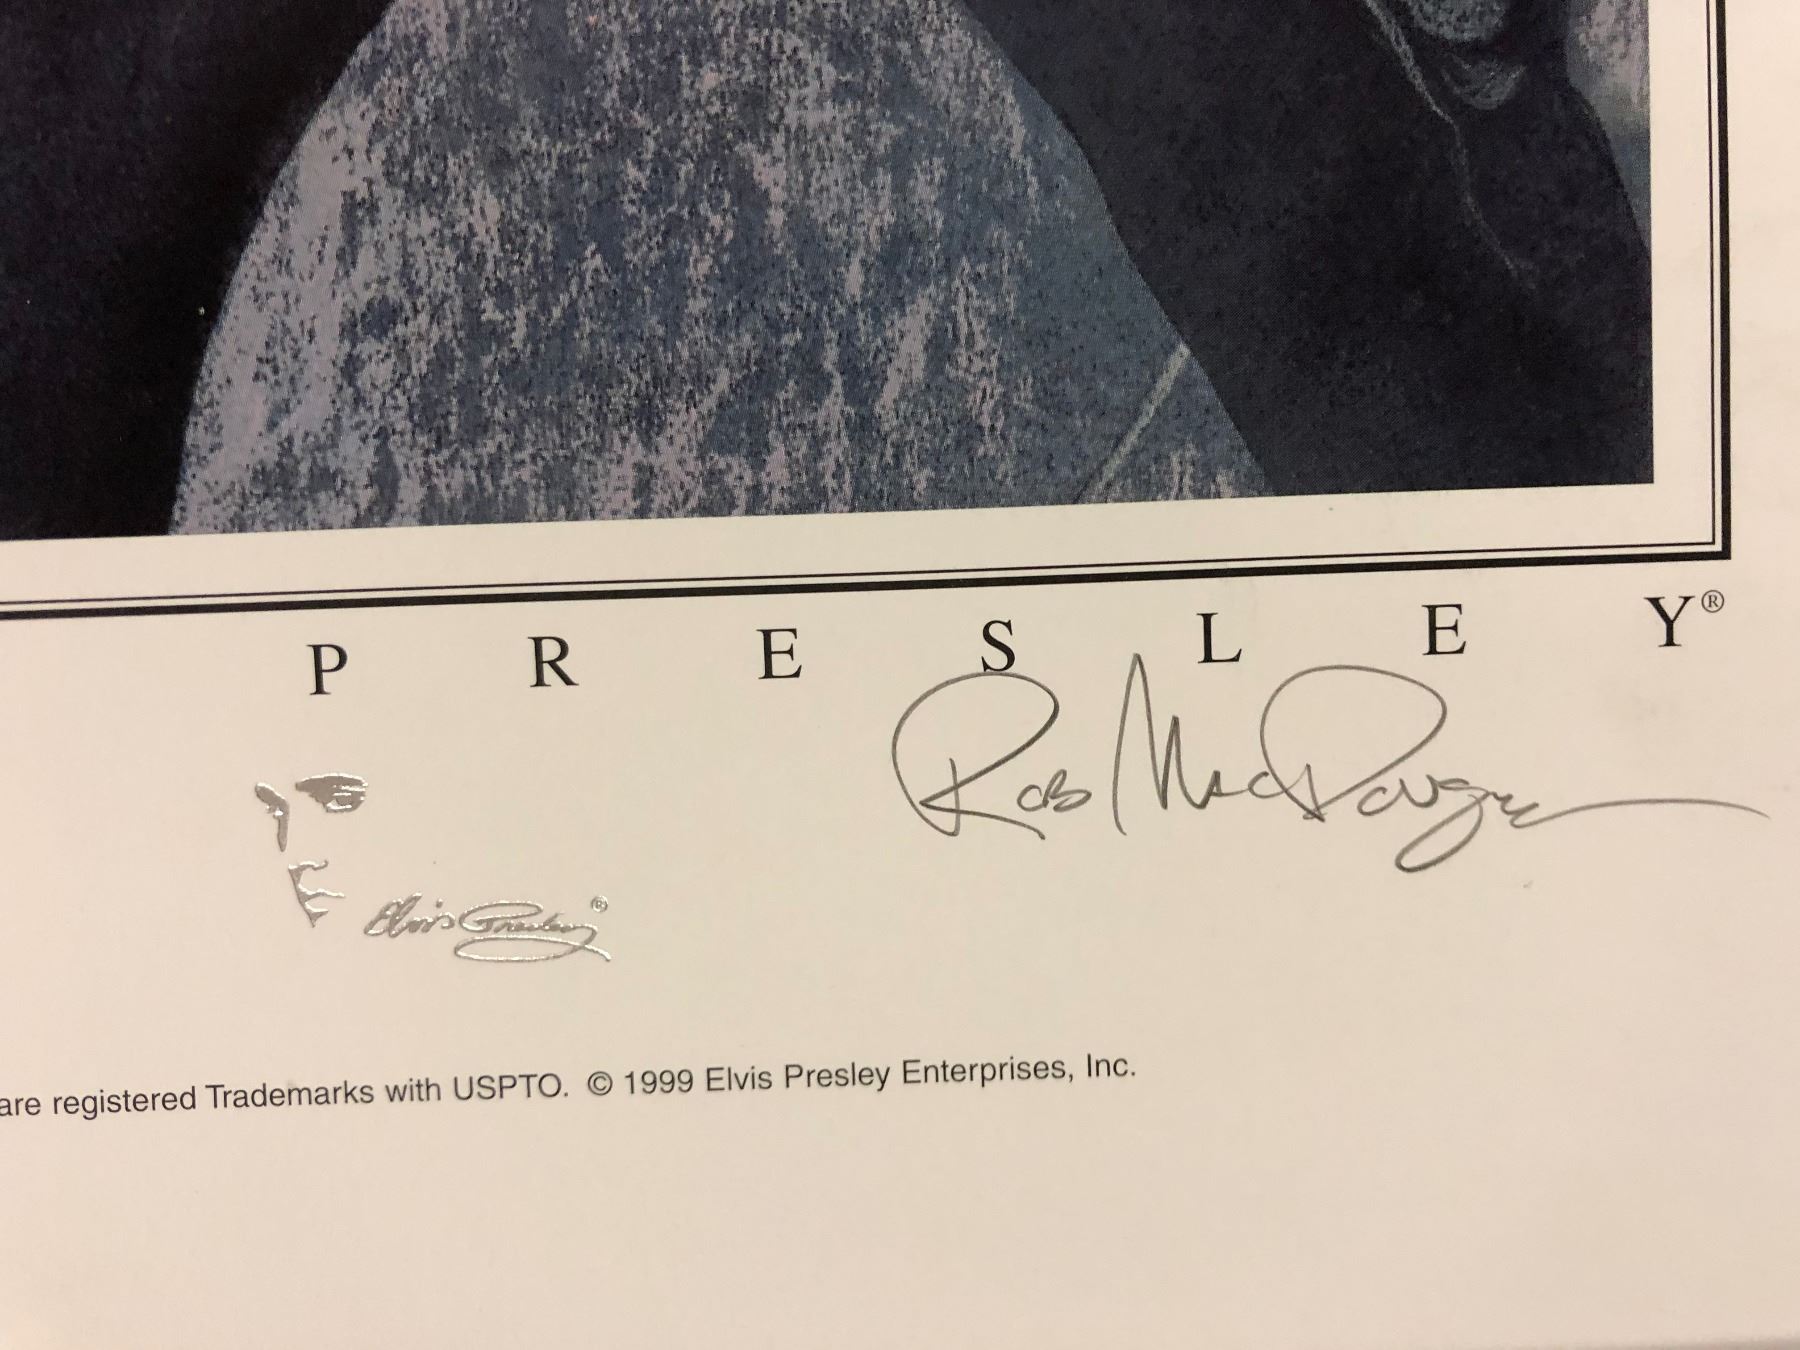 PRESLEY®
Rob MacDougall
Elvis Presley®
are registered Trademarks with USPTO. © 1999 Elvis Presley Enterprises, Inc.